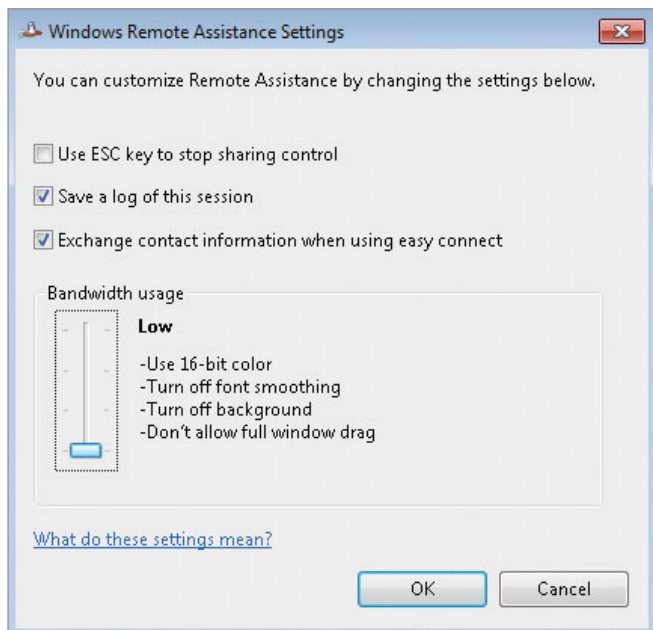 Windows Remote Assistance Settings
You can customize Remote Assistance by changing the settings below.
Use ESC key to stop sharing control
Save a log of this session
Exchange contact information when using easy connect
Bandwidth usage
Low
-Use 16-bit color
-Turn off font smoothing
-Turn off background
-Don't allow full window drag
What do these settings mean?
OK
Cancel